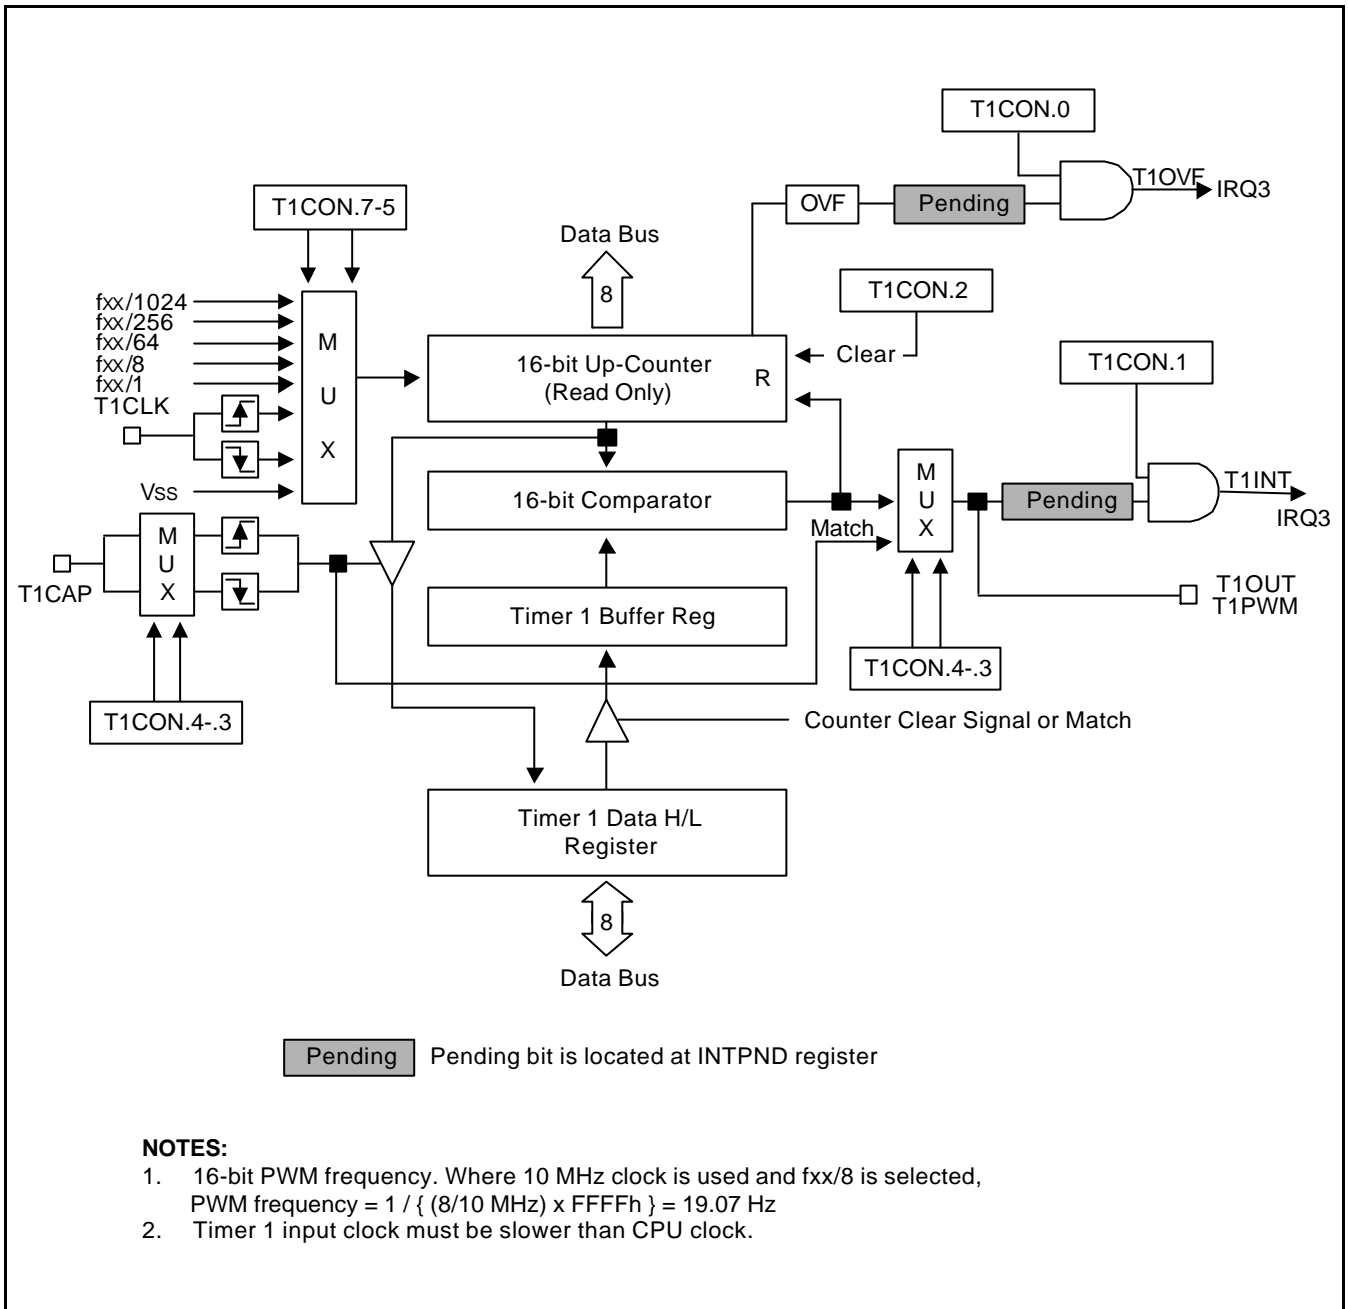 T1CON.0
T1OVF
IRQ3
OVF
Pending
T1CON.7-5
Data Bus
8
T1CON.2
fxx/1024
fxx/256
fxx/64
fxx/8
fxx/1
T1CLK
Vss
M
U
X
16-bit Up-Counter
(Read Only)
R
Clear
T1CON.1
16-bit Comparator
Match
M
U
X
Pending
T1INT
IRQ3
T1CAP
M
U
X
T1OUT
T1PWM
Timer 1 Buffer Reg
T1CON.4-.3
T1CON.4-.3
Counter Clear Signal or Match
Timer 1 Data H/L
Register
8
Data Bus
Pending
Pending bit is located at INTPND register
NOTES:
1. 16-bit PWM frequency. Where 10 MHz clock is used and fxx/8 is selected,
PWM frequency = 1 / { (8/10 MHz) x FFFFh } = 19.07 Hz
2. Timer 1 input clock must be slower than CPU clock.